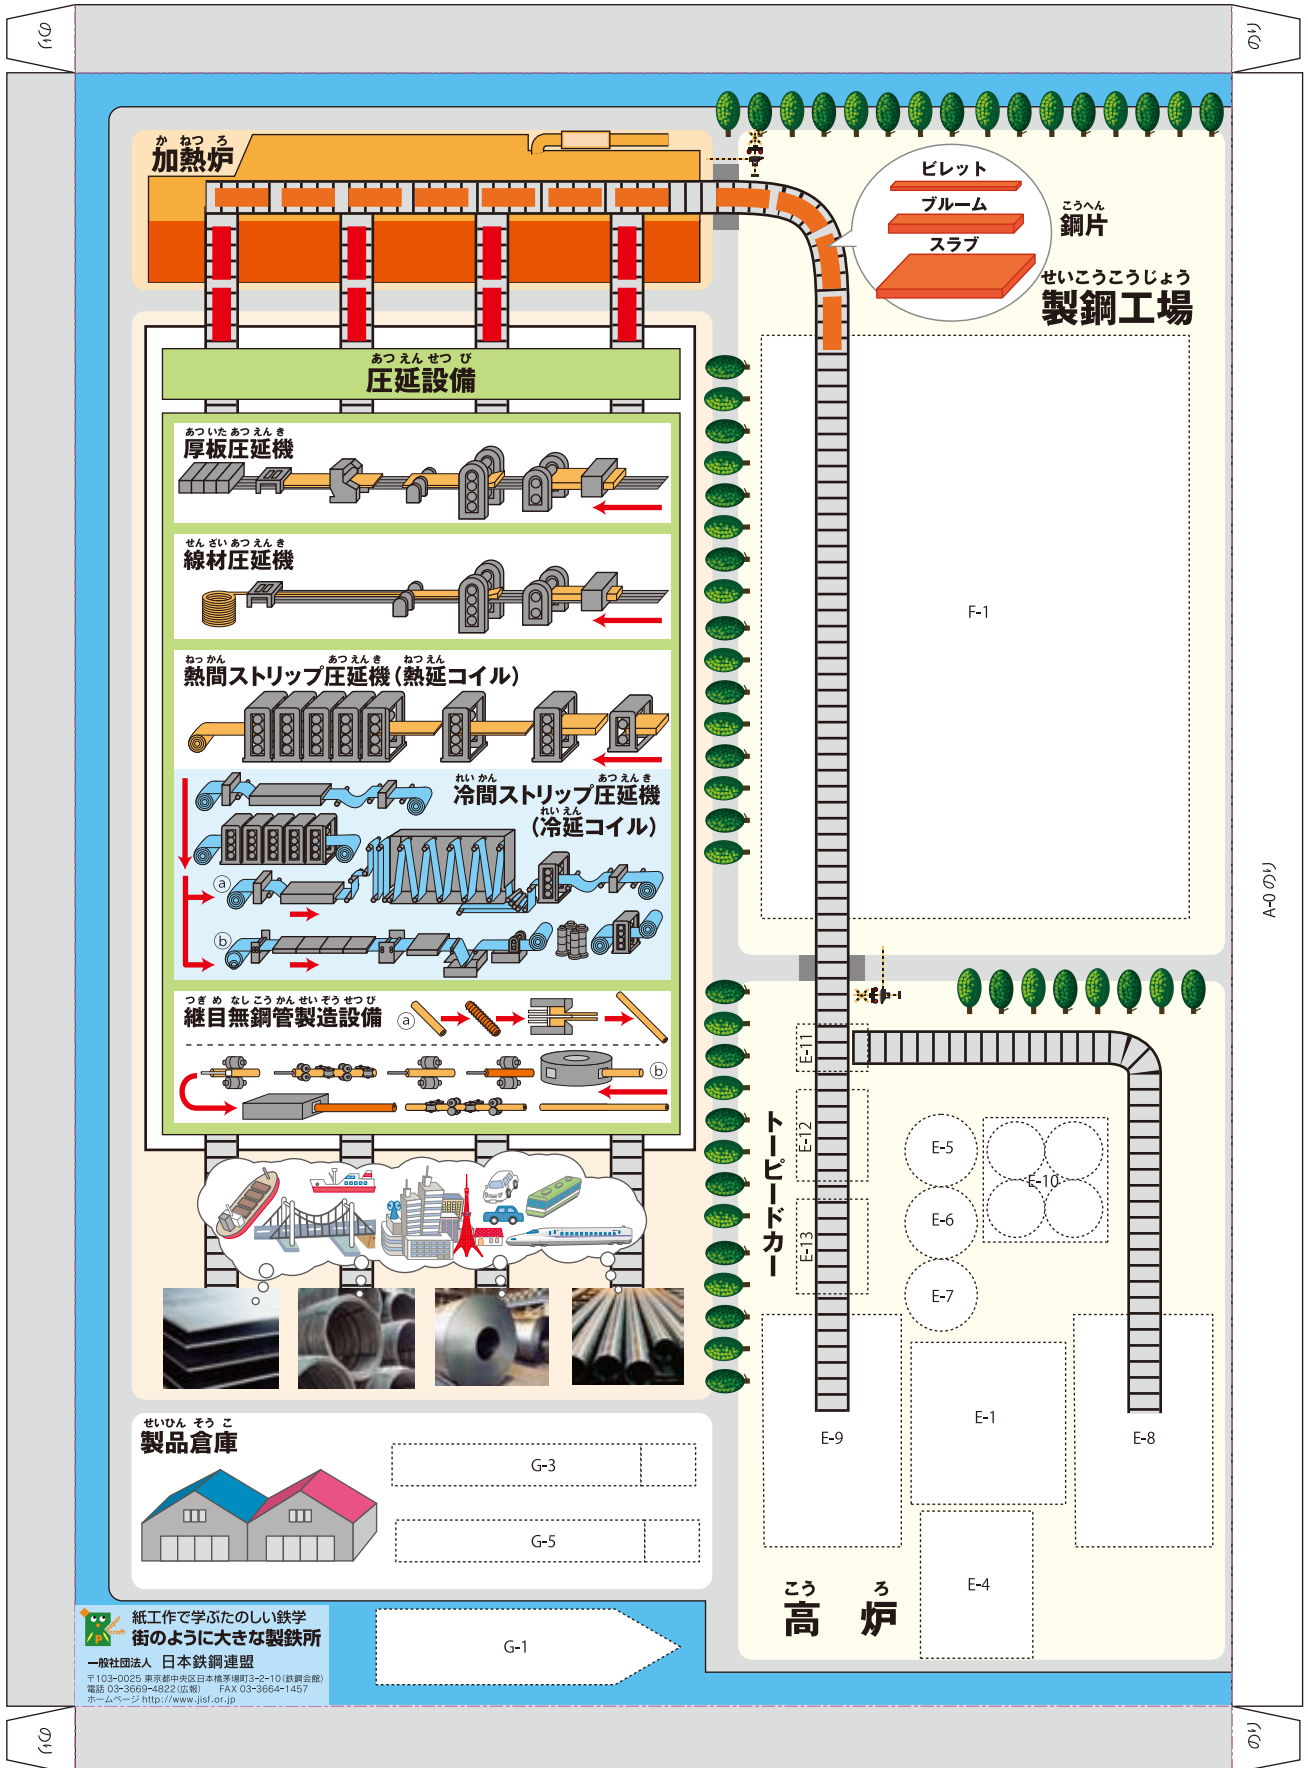 のり
のり
か ねつ ろ
加熱炉
ビレット
ブルーム
スラブ
こうへん
鋼片
せいこうこうじょう
製鋼工場
あつ えん せつ び
圧延設備
あつ いた あつ えん き
厚板圧延機
せん ざい あつ えん き
線材圧延機
ねっ かん あつ えん き ねつ えん
熱間ストリップ圧延機(熱延コイル)
れい かん あつ えん き
冷間ストリップ圧延機
れい えん
(冷延コイル)
ⓐ
ⓑ
つぎ め なし こう かん せい ぞう せつ び
継目無鋼管製造設備
ⓐ
ⓑ
F-1
A-0 のり
E-11
E-12
E-13
トーピードカー
E-5
E-6
E-7
E-10
E-9
E-1
E-8
E-4
こう ろ
高炉
せいひん そう こ
製品倉庫
G-3
G-5
G-1
P
craft
紙工作で学ぶたのしい鉄学
街のように大きな製鉄所
一般社団法人 日本鉄鋼連盟
〒103-0025 東京都中央区日本橋茅場町3-2-10(鉄鋼会館)
電話 03-3669-4822(広報) FAX 03-3664-1457
ホームページ http://www.jisf.or.jp
のり
のり